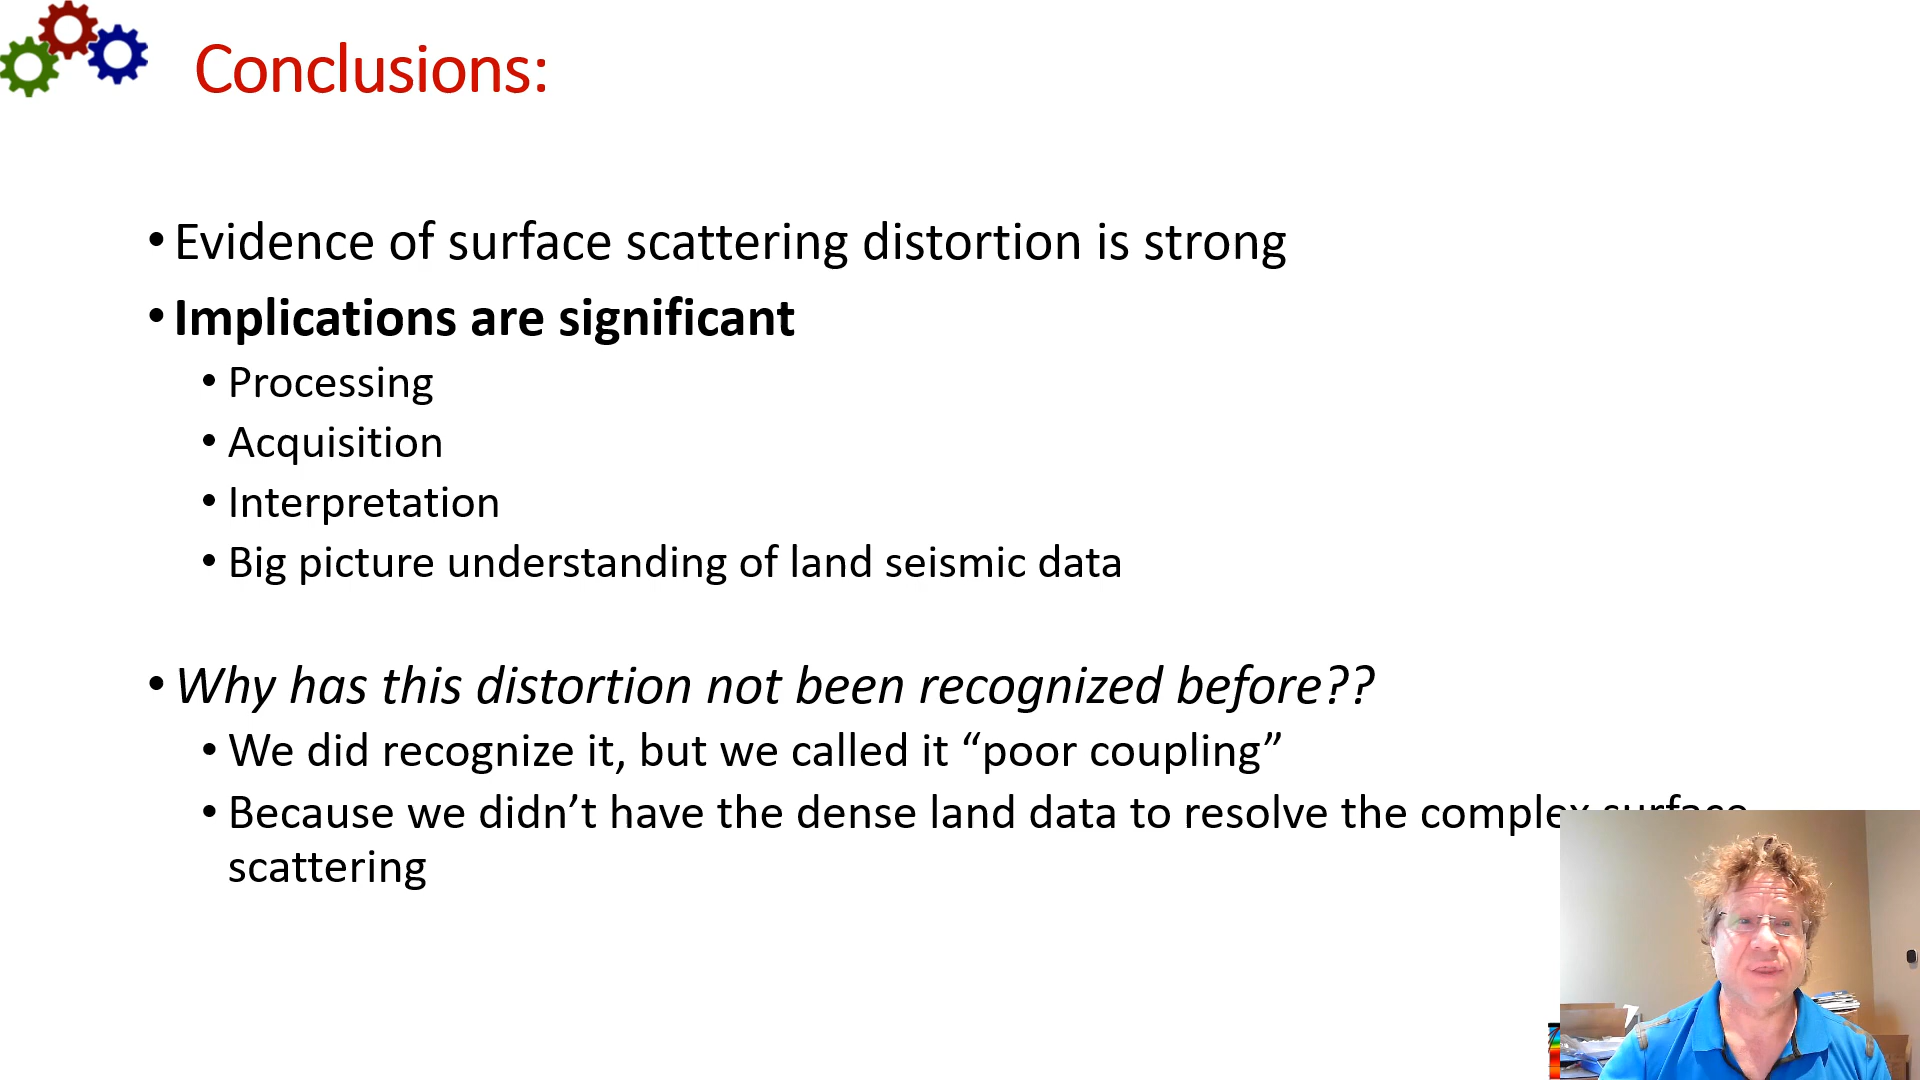 Conclusions:
• Evidence of surface scattering distortion is strong
• Implications are significant
• Processing
• Acquisition
• Interpretation
• Big picture understanding of land seismic data
• Why has this distortion not been recognized before??
• We did recognize it, but we called it “poor coupling”
• Because we didn’t have the dense land data to resolve the complex surface
scattering